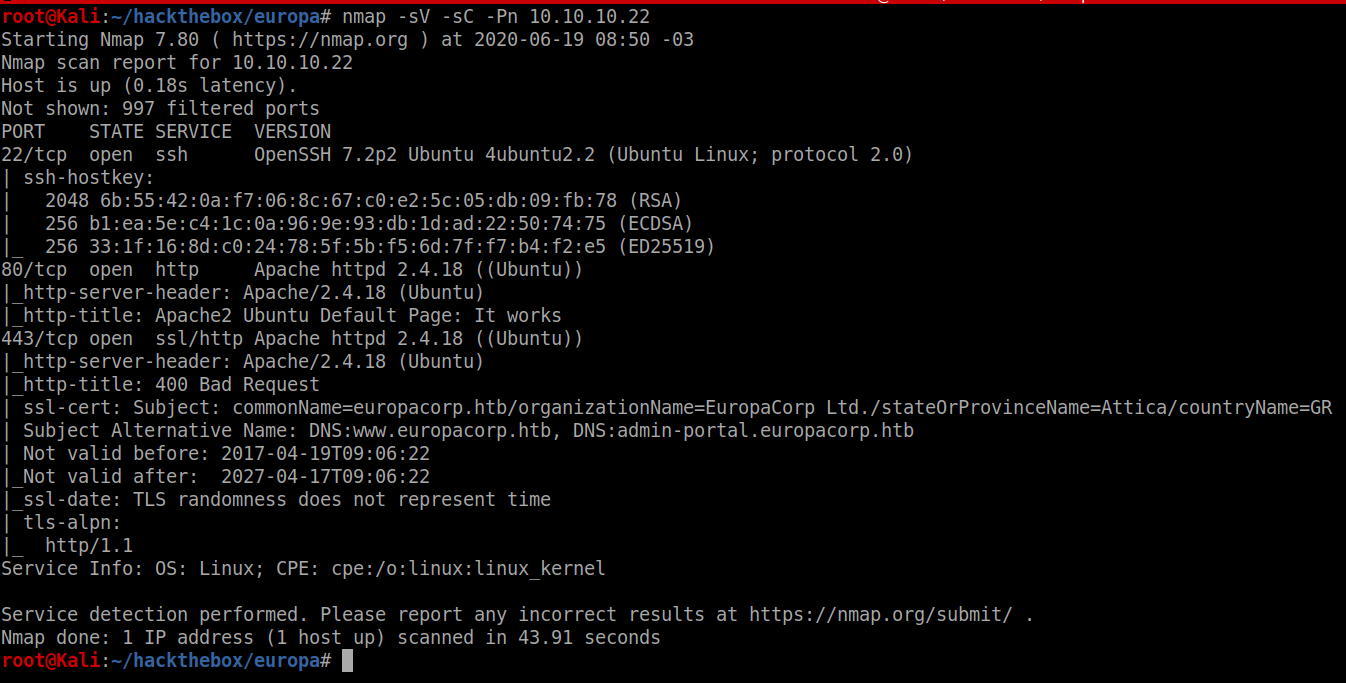 root@Kali:~/hackthebox/europa# nmap -sV -sC -Pn 10.10.10.22
Starting Nmap 7.80 ( https://nmap.org ) at 2020-06-19 08:50 -03
Nmap scan report for 10.10.10.22
Host is up (0.18s latency).
Not shown: 997 filtered ports
PORT    STATE SERVICE  VERSION
22/tcp  open  ssh      OpenSSH 7.2p2 Ubuntu 4ubuntu2.2 (Ubuntu Linux; protocol 2.0)
| ssh-hostkey:
|   2048 6b:55:42:0a:f7:06:8c:67:c0:e2:5c:05:db:09:fb:78 (RSA)
|   256 b1:ea:5e:c4:1c:0a:96:9e:93:db:1d:ad:22:50:74:75 (ECDSA)
|_  256 33:1f:16:8d:c0:24:78:5f:5b:f5:6d:7f:f7:b4:f2:e5 (ED25519)
80/tcp  open  http     Apache httpd 2.4.18 ((Ubuntu))
|_http-server-header: Apache/2.4.18 (Ubuntu)
|_http-title: Apache2 Ubuntu Default Page: It works
443/tcp open  ssl/http Apache httpd 2.4.18 ((Ubuntu))
|_http-server-header: Apache/2.4.18 (Ubuntu)
|_http-title: 400 Bad Request
| ssl-cert: Subject: commonName=europacorp.htb/organizationName=EuropaCorp Ltd./stateOrProvinceName=Attica/countryName=GR
| Subject Alternative Name: DNS:www.europacorp.htb, DNS:admin-portal.europacorp.htb
| Not valid before: 2017-04-19T09:06:22
|_Not valid after:  2027-04-17T09:06:22
|_ssl-date: TLS randomness does not represent time
| tls-alpn:
|_  http/1.1
Service Info: OS: Linux; CPE: cpe:/o:linux:linux_kernel
Service detection performed. Please report any incorrect results at https://nmap.org/submit/ .
Nmap done: 1 IP address (1 host up) scanned in 43.91 seconds
root@Kali:~/hackthebox/europa#